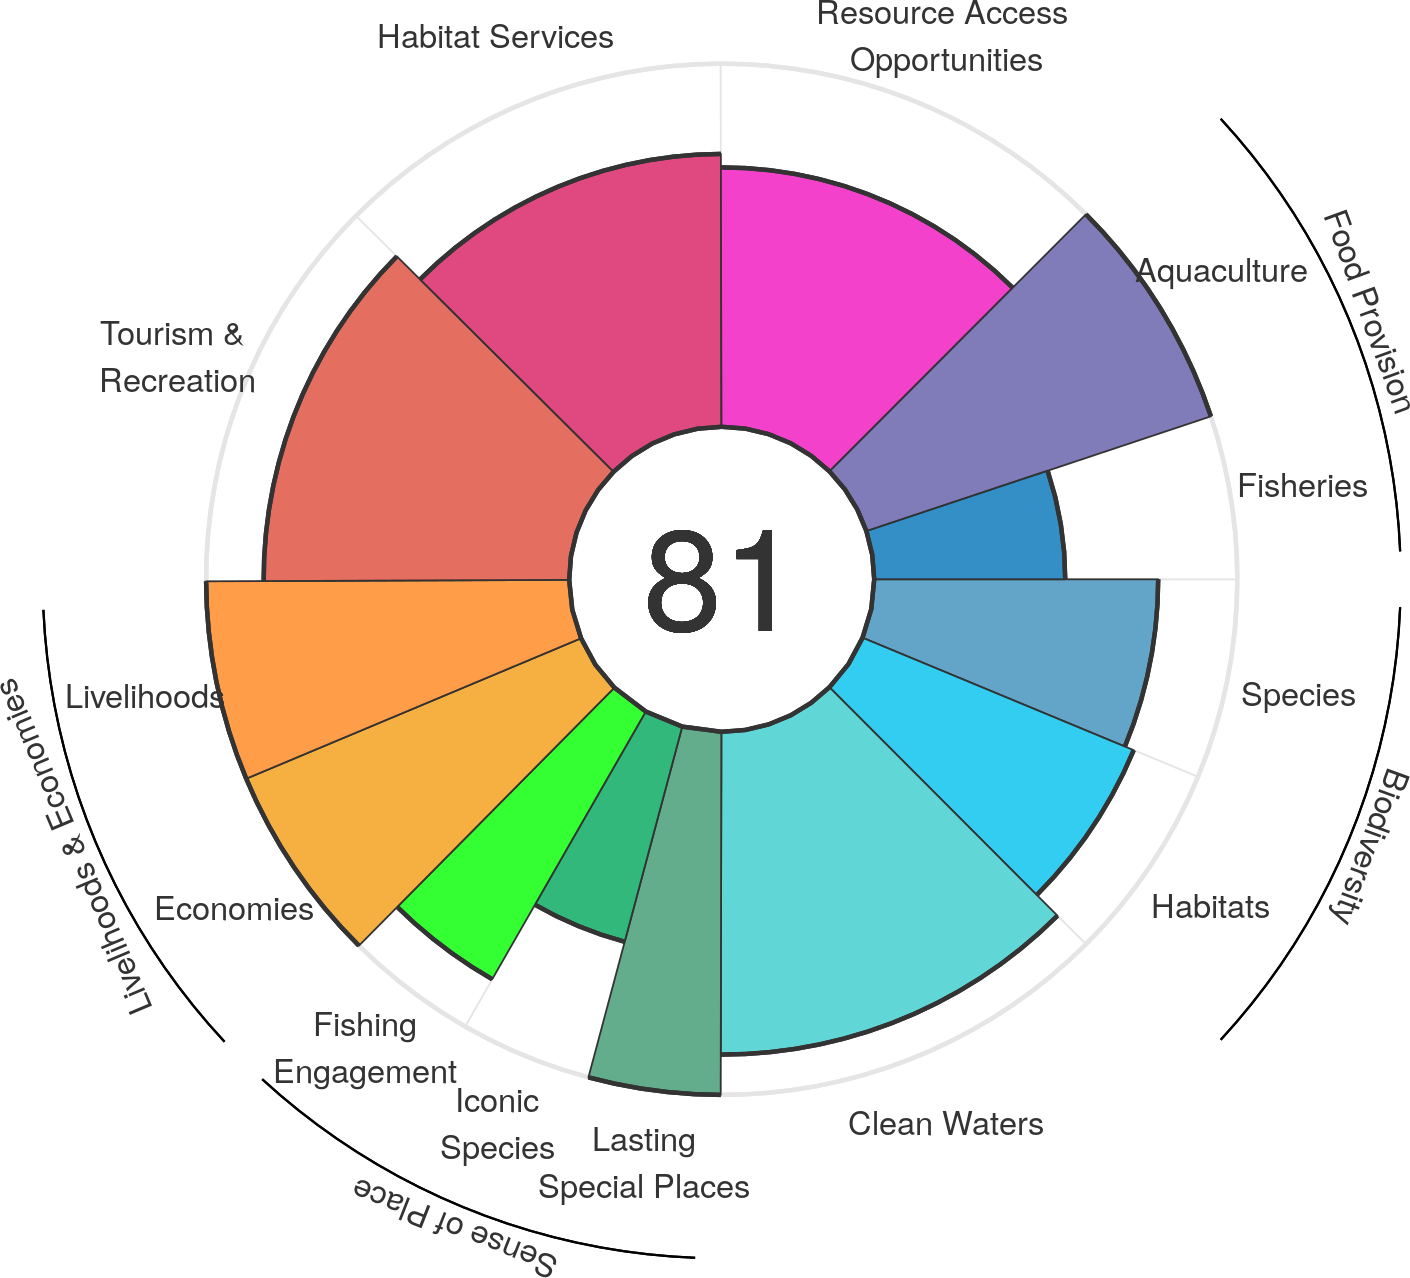 Resource Access
Opportunities
Habitat Services
Food Provision
Aquaculture
Tourism &
Recreation
Fisheries
81
Species
Livelihoods
Livelihoods & Economies
Biodiversity
Habitats
Economies
Fishing
Engagement
Iconic
Species
Clean Waters
Lasting
Special Places
Sense of Place